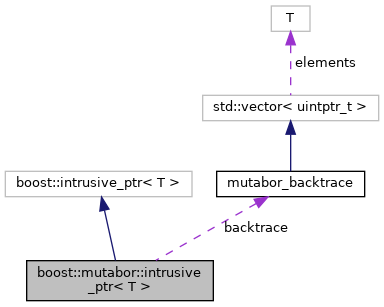 T
elements
std::vector< uintptr_t >
boost::intrusive_ptr< T >
mutabor_backtrace
backtrace
boost::mutabor::intrusive
_ptr< T >